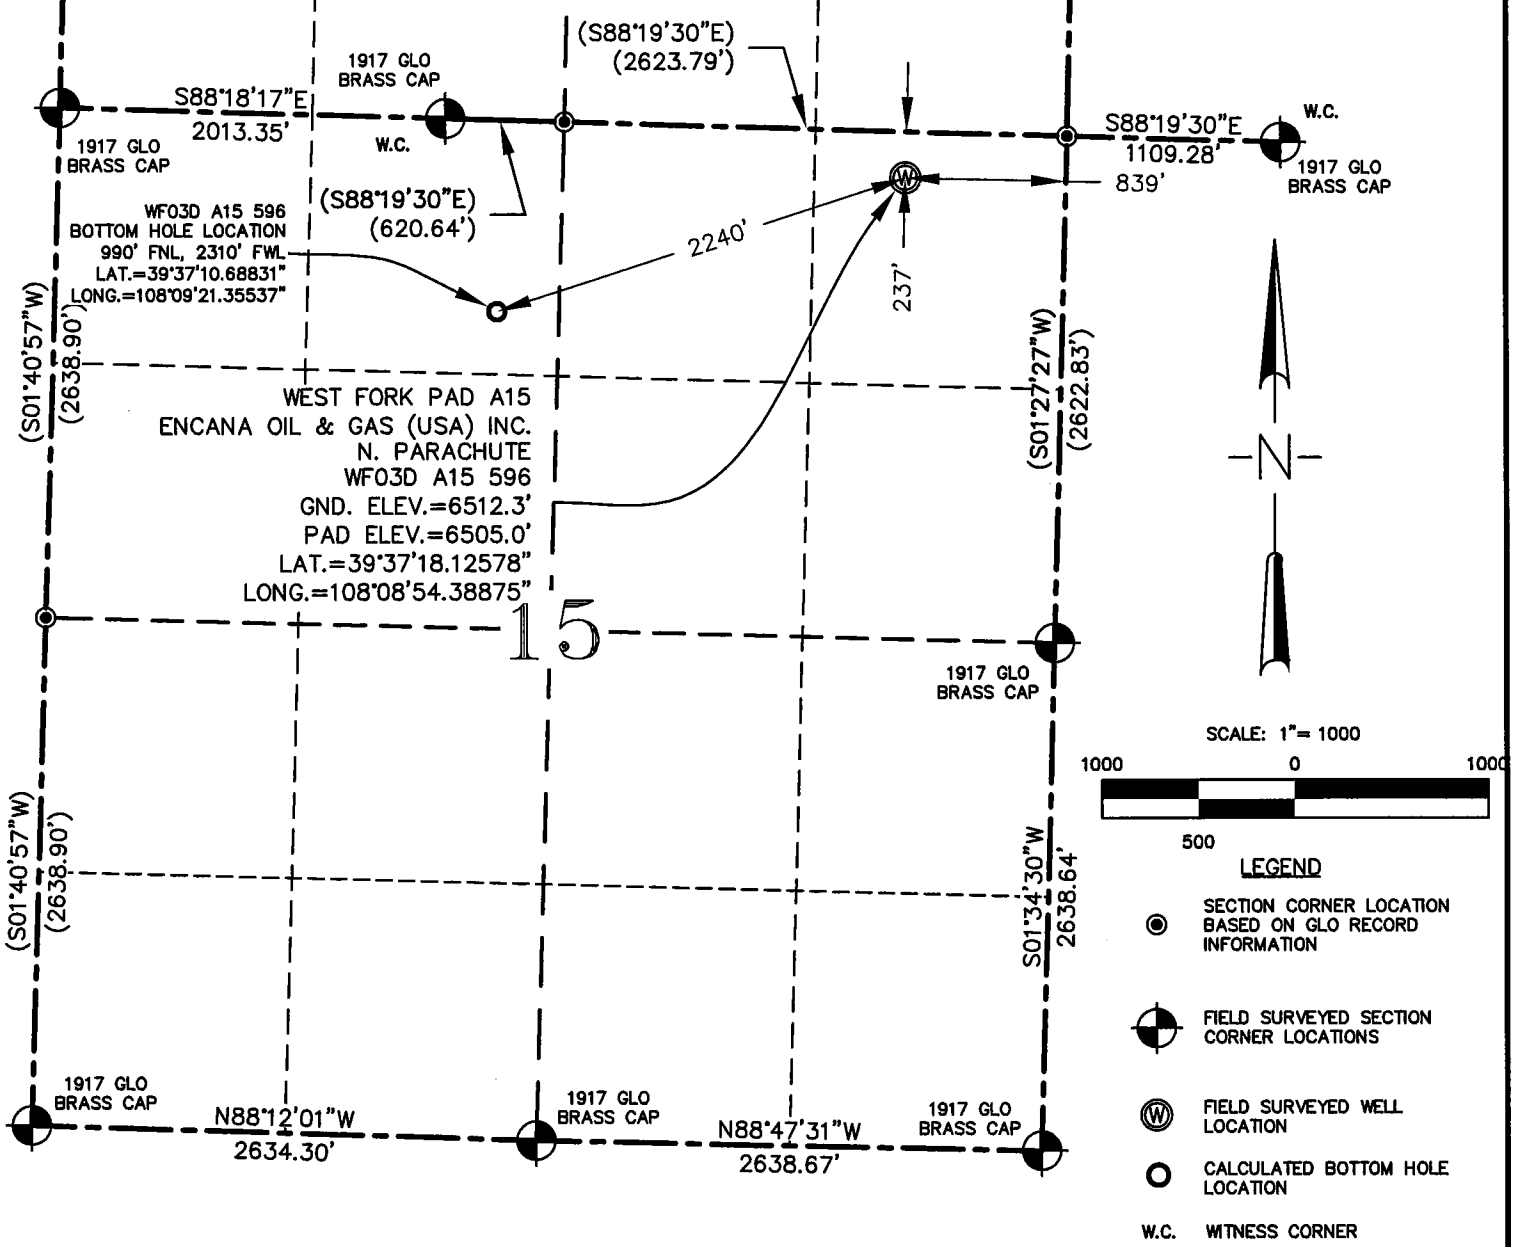 (S88°19'30"E)
(2623.79')
1917 GLO
BRASS CAP
S88°18'17"E
2013.35'
W.C.
1917 GLO
BRASS CAP
S88°19'30"E
1109.28'
W.C.
1917 GLO
BRASS CAP
W
839'
(S88°19'30"E)
(620.64')
2240'
237'
WF03D A15 596
BOTTOM HOLE LOCATION
990' FNL, 2310' FWL
LAT.=39°37'10.68831"
LONG.=108°09'21.35537"
(S01°40'57"W)
(2638.90')
(S01°27'27"W)
(2622.83')
N
WEST FORK PAD A15
ENCANA OIL & GAS (USA) INC.
N. PARACHUTE
WF03D A15 596
GND. ELEV.=6512.3'
PAD ELEV.=6505.0'
LAT.=39°37'18.12578"
LONG.=108°08'54.38875"
15
1917 GLO
BRASS CAP
(S01°40'57"W)
(2638.90')
S01°34'30"W
2638.64'
1917 GLO
BRASS CAP
N88°12'01"W
2634.30'
1917 GLO
BRASS CAP
N88°47'31"W
2638.67'
1917 GLO
BRASS CAP
SCALE: 1"= 1000
1000 0 1000
500
LEGEND
SECTION CORNER LOCATION
BASED ON GLO RECORD
INFORMATION
FIELD SURVEYED SECTION
CORNER LOCATIONS
W
FIELD SURVEYED WELL
LOCATION
CALCULATED BOTTOM HOLE
LOCATION
W.C. WITNESS CORNER